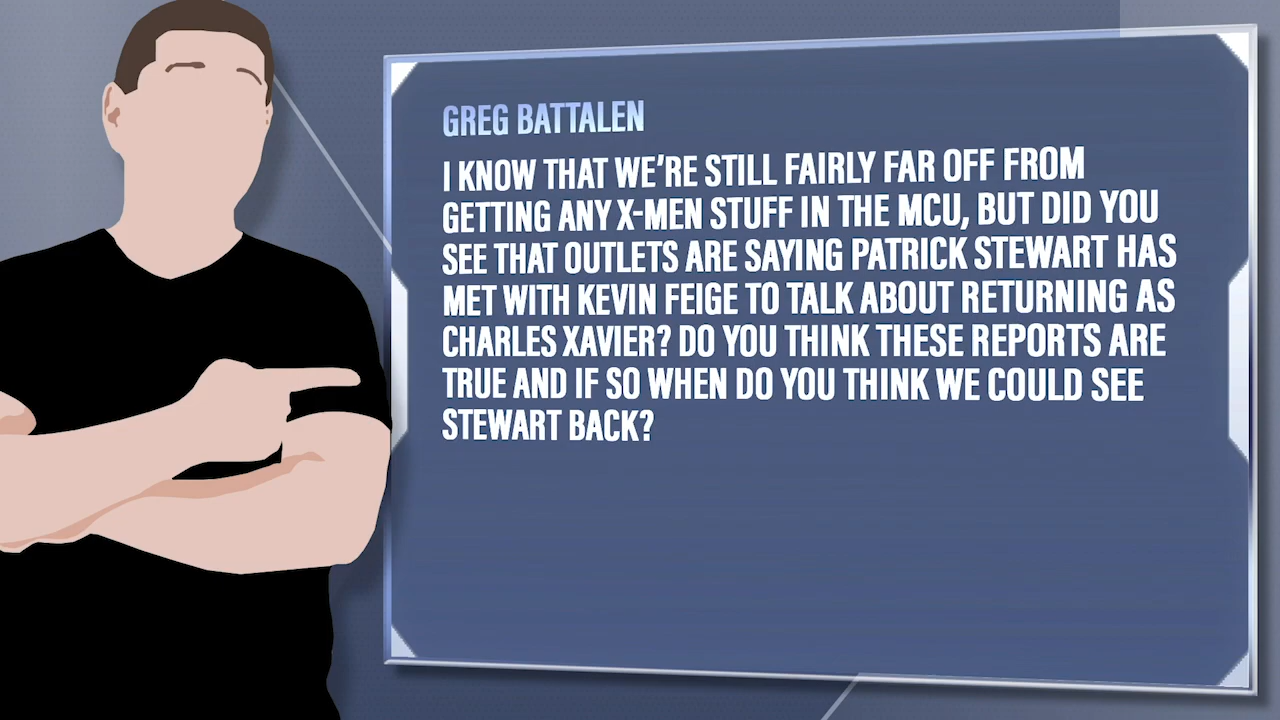 GREG BATTALEN
I KNOW THAT WE'RE STILL FAIRLY FAR OFF FROM
GETTING ANY X-MEN STUFF IN THE MCU, BUT DID YOU
SEE THAT OUTLETS ARE SAYING PATRICK STEWART HAS
MET WITH KEVIN FEIGE TO TALK ABOUT RETURNING AS
CHARLES XAVIER? DO YOU THINK THESE REPORTS ARE
TRUE AND IF SO WHEN DO YOU THINK WE COULD SEE
STEWART BACK?